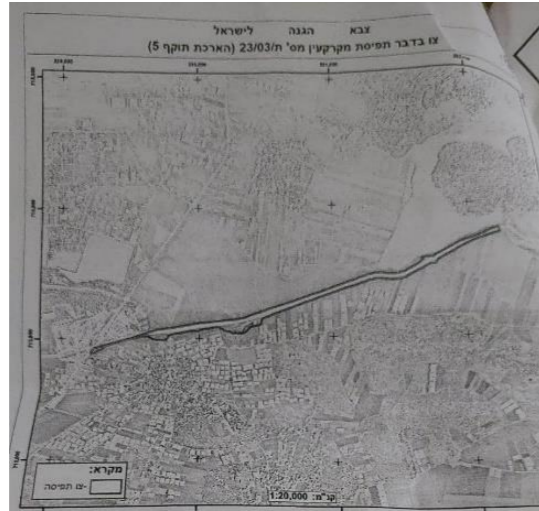 צבא הגנה לישראל
צו בדבר תפיסת מקרקעין מס' ת/23/03 (הארכת תוקף 5)
מקרא:
-צו תפיסה
קנ"מ: 1:20,000